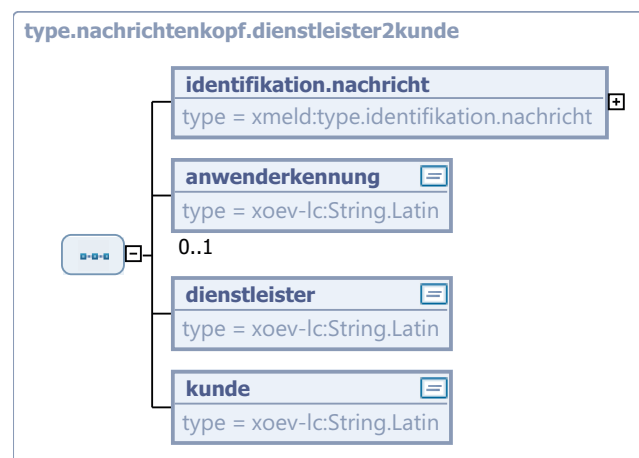 type.nachrichtenkopf.dienstleister2kunde
identifikation.nachricht
type = xmeld:type.identifikation.nachricht
anwenderkennung
type = xoev-lc:String.Latin
0..1
dienstleister
type = xoev-lc:String.Latin
kunde
type = xoev-lc:String.Latin